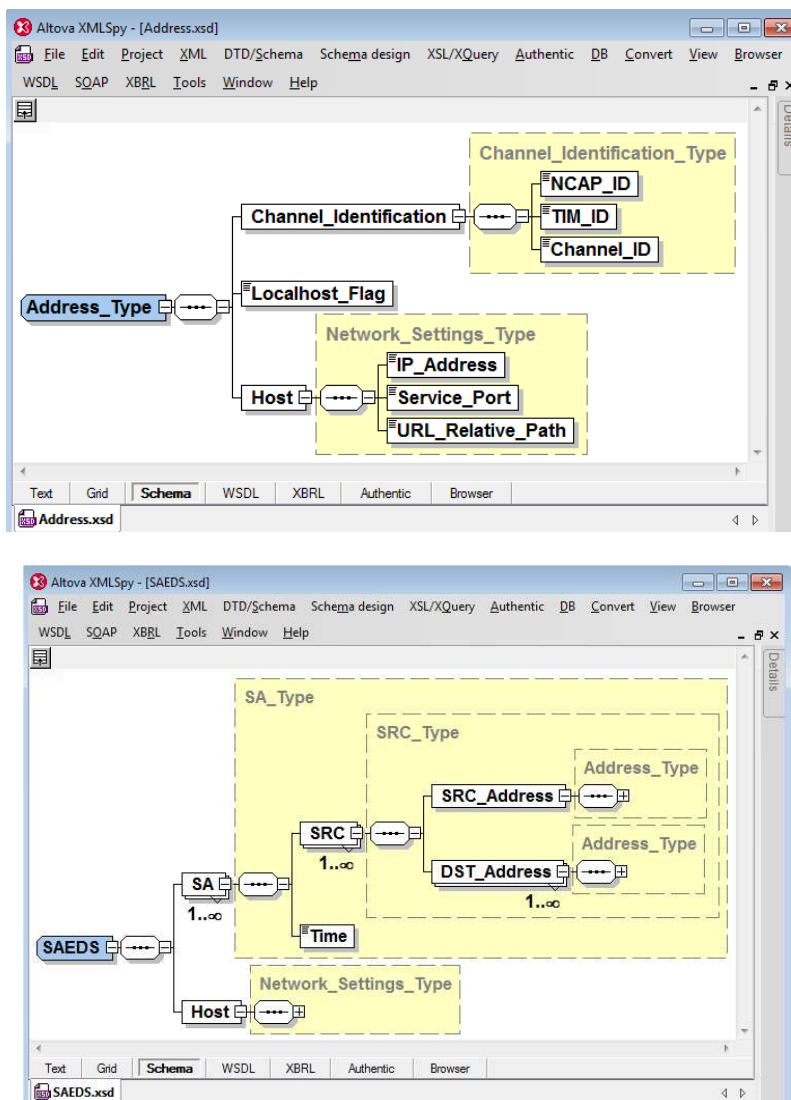 Altova XMLSpy - [Address.xsd]
File Edit Project XML DTD/Schema Schema design XSL/XQuery Authentic DB Convert View Browser
WSDL SOAP XBRL Tools Window Help
Details
Channel_Identification_Type
NCAP_ID
Channel_Identification
TIM_ID
Channel_ID
Localhost_Flag
Address_Type
Network_Settings_Type
IP_Address
Host
Service_Port
URL_Relative_Path
Text Grid Schema WSDL XBRL Authentic Browser
XSD Address.xsd
Altova XMLSpy - [SAEDS.xsd]
File Edit Project XML DTD/Schema Schema design XSL/XQuery Authentic DB Convert View Browser
WSDL SOAP XBRL Tools Window Help
Details
SA_Type
SRC_Type
Address_Type
SRC_Address
SRC
1..∞
Address_Type
DST_Address
1..∞
SA
1..∞
Time
SAEDS
Network_Settings_Type
Host
Text Grid Schema WSDL XBRL Authentic Browser
XSD SAEDS.xsd